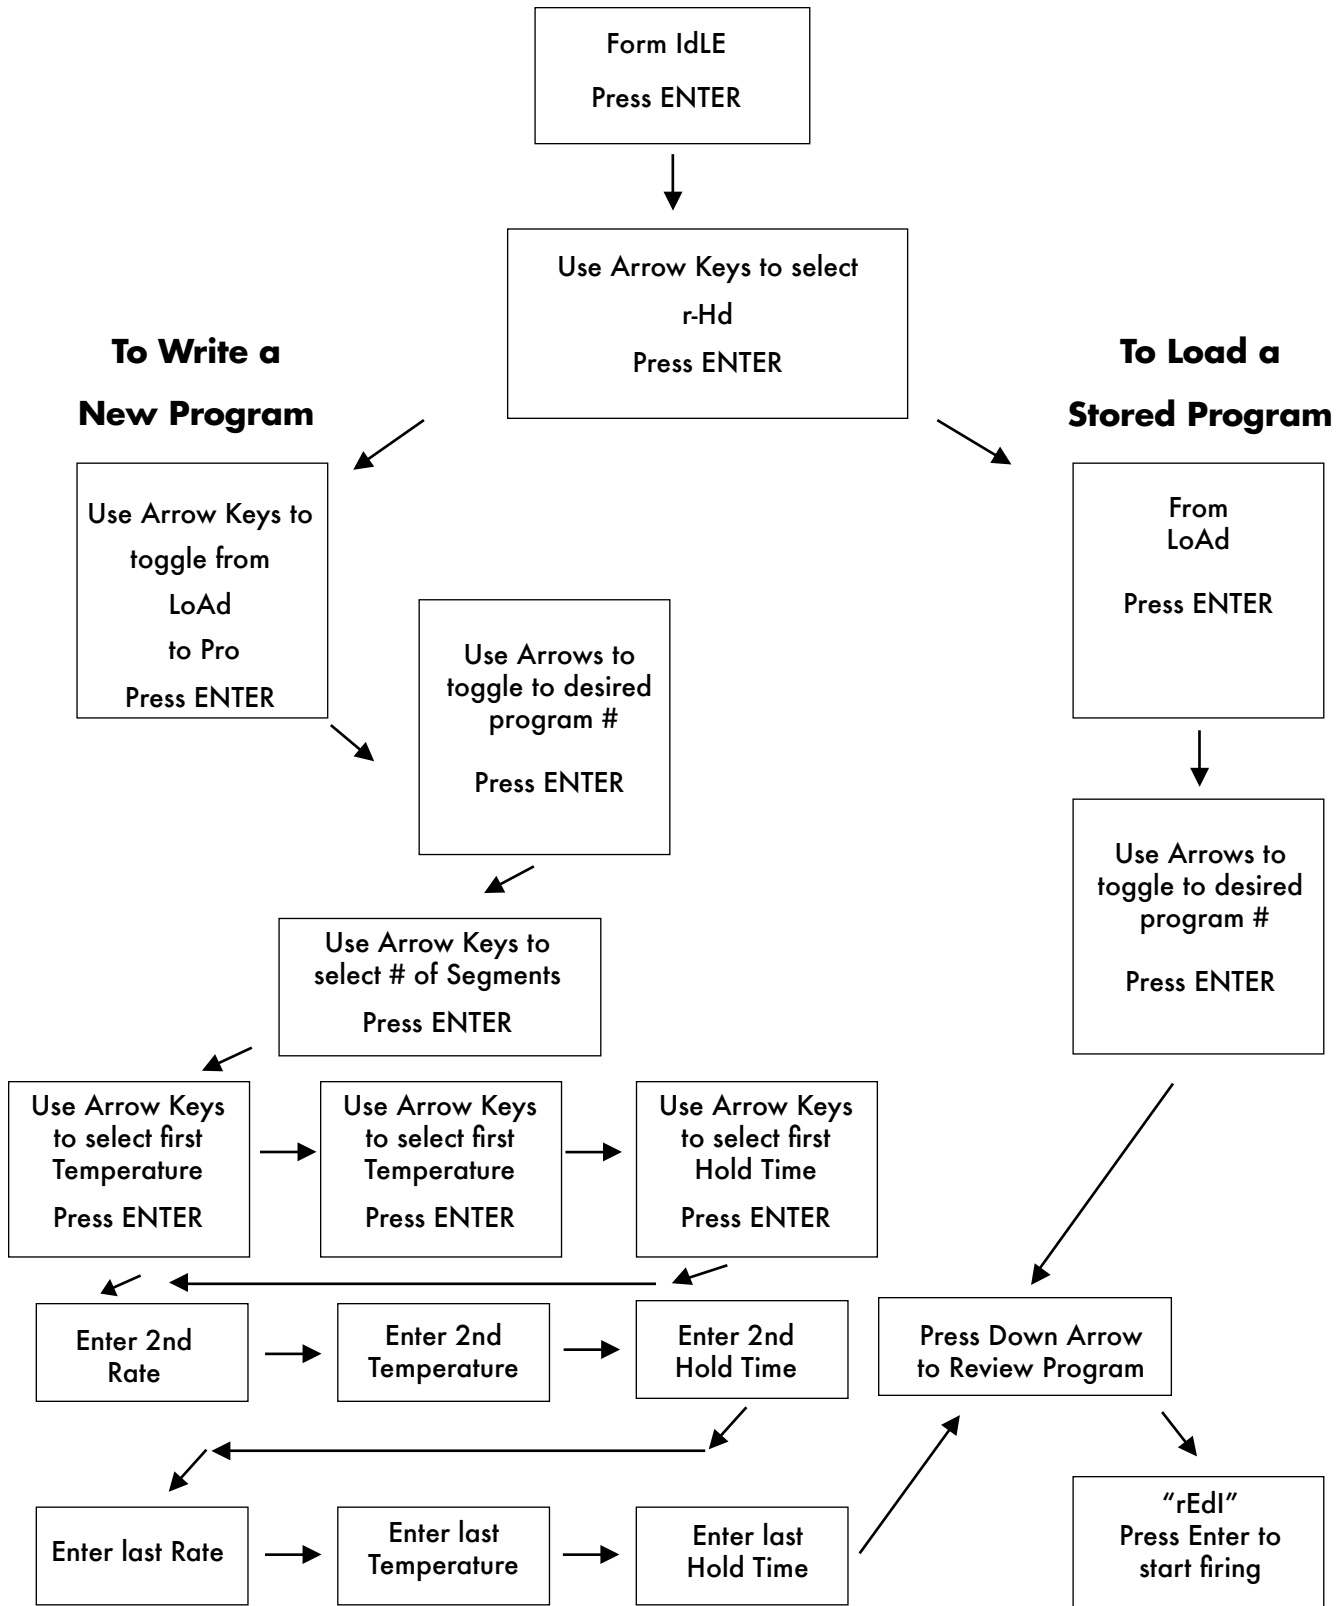 Form IdLE
Press ENTER
Use Arrow Keys to select
r-Hd
Press ENTER
To Write a
New Program
To Load a
Stored Program
Use Arrow Keys to
toggle from
LoAd
to Pro
Press ENTER
From
LoAd
Press ENTER
Use Arrows to
toggle to desired
program #
Press ENTER
Use Arrows to
toggle to desired
program #
Press ENTER
Use Arrow Keys to
select # of Segments
Press ENTER
Use Arrow Keys
to select first
Temperature
Press ENTER
Use Arrow Keys
to select first
Temperature
Press ENTER
Use Arrow Keys
to select first
Hold Time
Press ENTER
Enter 2nd
Rate
Enter 2nd
Temperature
Enter 2nd
Hold Time
Press Down Arrow
to Review Program
Enter last Rate
Enter last
Temperature
Enter last
Hold Time
“rEdI”
Press Enter to
start firing